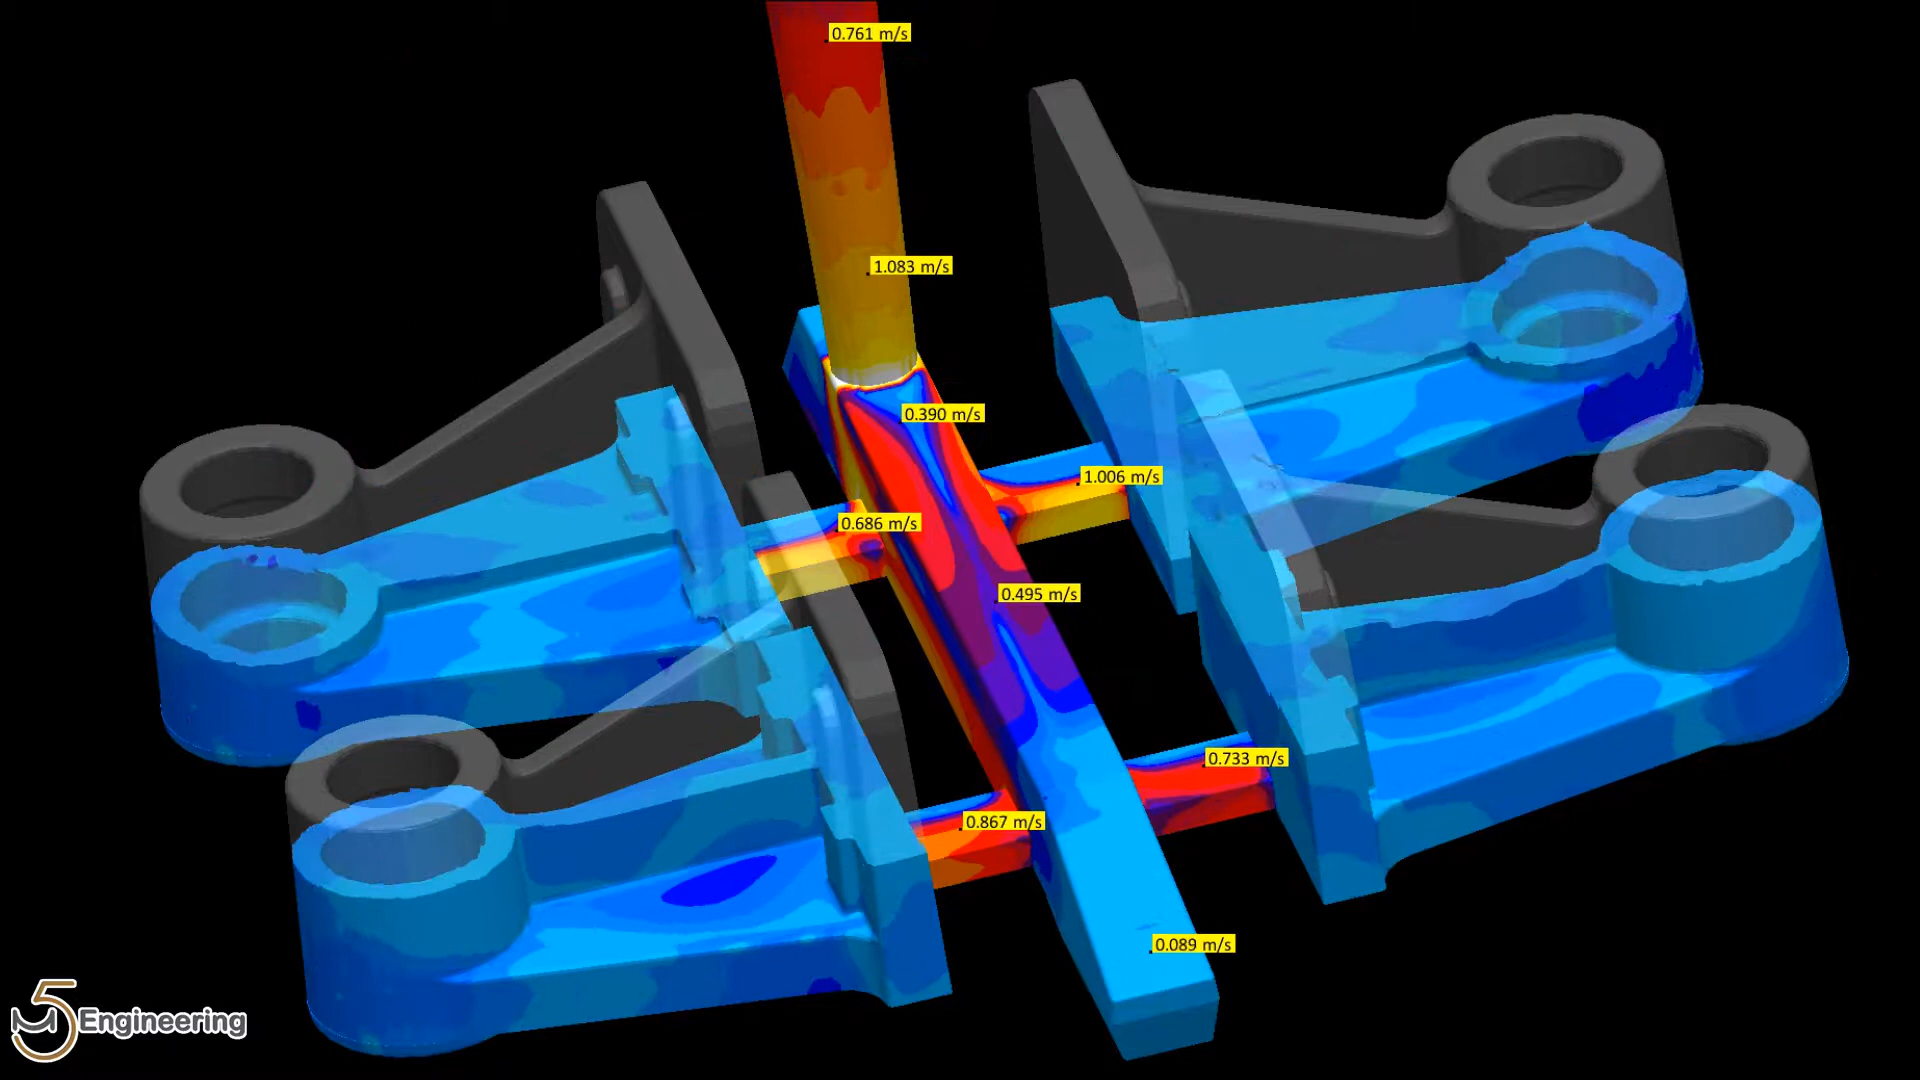 0.761 m/s
1.083 m/s
0.390 m/s
1.006 m/s
0.686 m/s
0.495 m/s
0.733 m/s
0.867 m/s
0.089 m/s
M5 Engineering